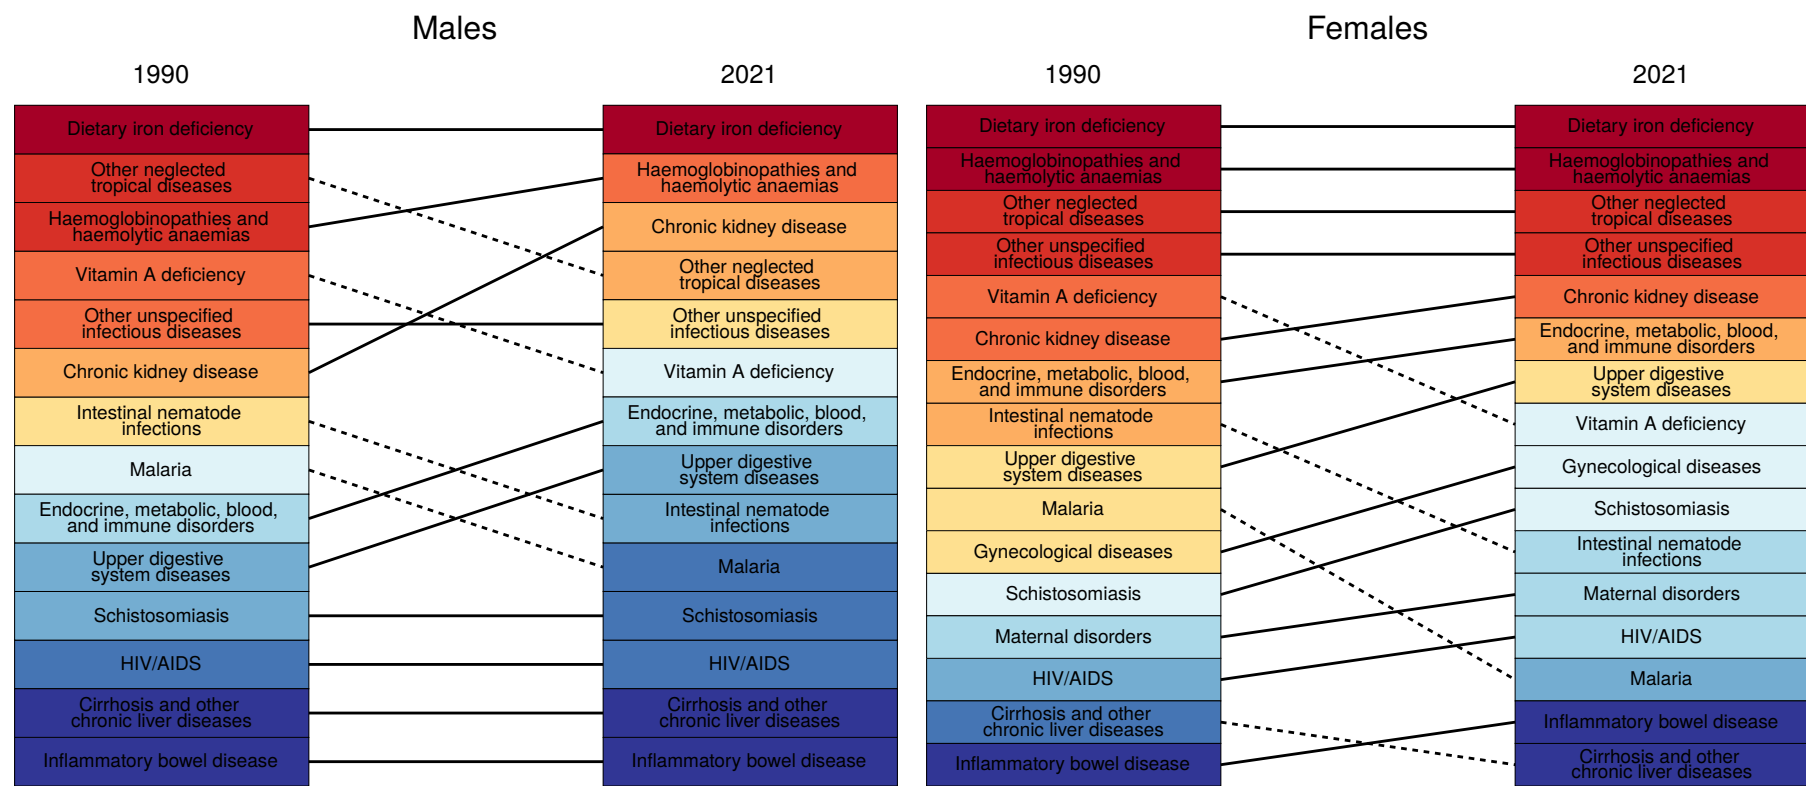 Males
1990
2021
Dietary iron deficiency
Other neglected
tropical diseases
Haemoglobinopathies and
haemolytic anaemias
Vitamin A deficiency
Other unspecified
infectious diseases
Chronic kidney disease
Intestinal nematode
infections
Malaria
Endocrine, metabolic, blood,
and immune disorders
Upper digestive
system diseases
Schistosomiasis
HIV/AIDS
Cirrhosis and other
chronic liver diseases
Inflammatory bowel disease
Dietary iron deficiency
Haemoglobinopathies and
haemolytic anaemias
Chronic kidney disease
Other neglected
tropical diseases
Other unspecified
infectious diseases
Vitamin A deficiency
Endocrine, metabolic, blood,
and immune disorders
Upper digestive
system diseases
Intestinal nematode
infections
Malaria
Schistosomiasis
HIV/AIDS
Cirrhosis and other
chronic liver diseases
Inflammatory bowel disease
Females
1990
2021
Dietary iron deficiency
Haemoglobinopathies and
haemolytic anaemias
Other neglected
tropical diseases
Other unspecified
infectious diseases
Vitamin A deficiency
Chronic kidney disease
Endocrine, metabolic, blood,
and immune disorders
Intestinal nematode
infections
Upper digestive
system diseases
Malaria
Gynecological diseases
Schistosomiasis
Maternal disorders
HIV/AIDS
Cirrhosis and other
chronic liver diseases
Inflammatory bowel disease
Dietary iron deficiency
Haemoglobinopathies and
haemolytic anaemias
Other neglected
tropical diseases
Other unspecified
infectious diseases
Chronic kidney disease
Endocrine, metabolic, blood,
and immune disorders
Upper digestive
system diseases
Vitamin A deficiency
Gynecological diseases
Schistosomiasis
Intestinal nematode
infections
Maternal disorders
HIV/AIDS
Malaria
Inflammatory bowel disease
Cirrhosis and other
chronic liver diseases